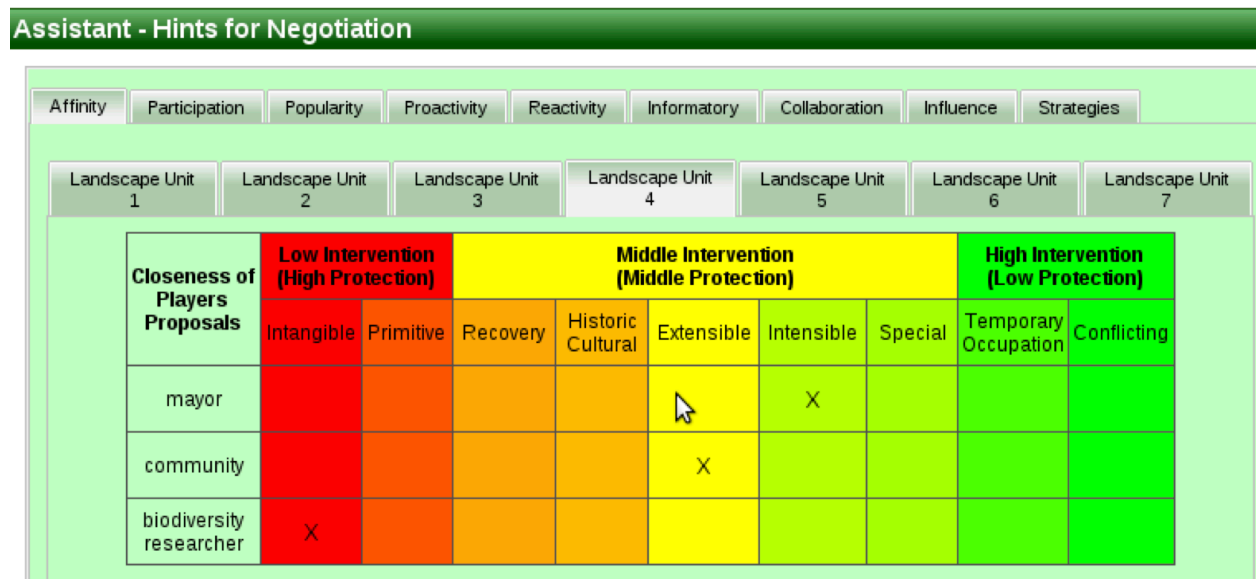 Assistant - Hints for Negotiation
Affinity Participation Popularity Proactivity Reactivity Informatory Collaboration Influence Strategies
Landscape Unit 1 Landscape Unit 2 Landscape Unit 3 Landscape Unit 4 Landscape Unit 5 Landscape Unit 6 Landscape Unit 7
Closeness of
Players
Proposals
Low Intervention
(High Protection)
Middle Intervention
(Middle Protection)
High Intervention
(Low Protection)
Intangible Primitive Recovery Historic Cultural Extensible Intensible Special Temporary Occupation Conflicting
mayor X
community X
biodiversity
researcher X